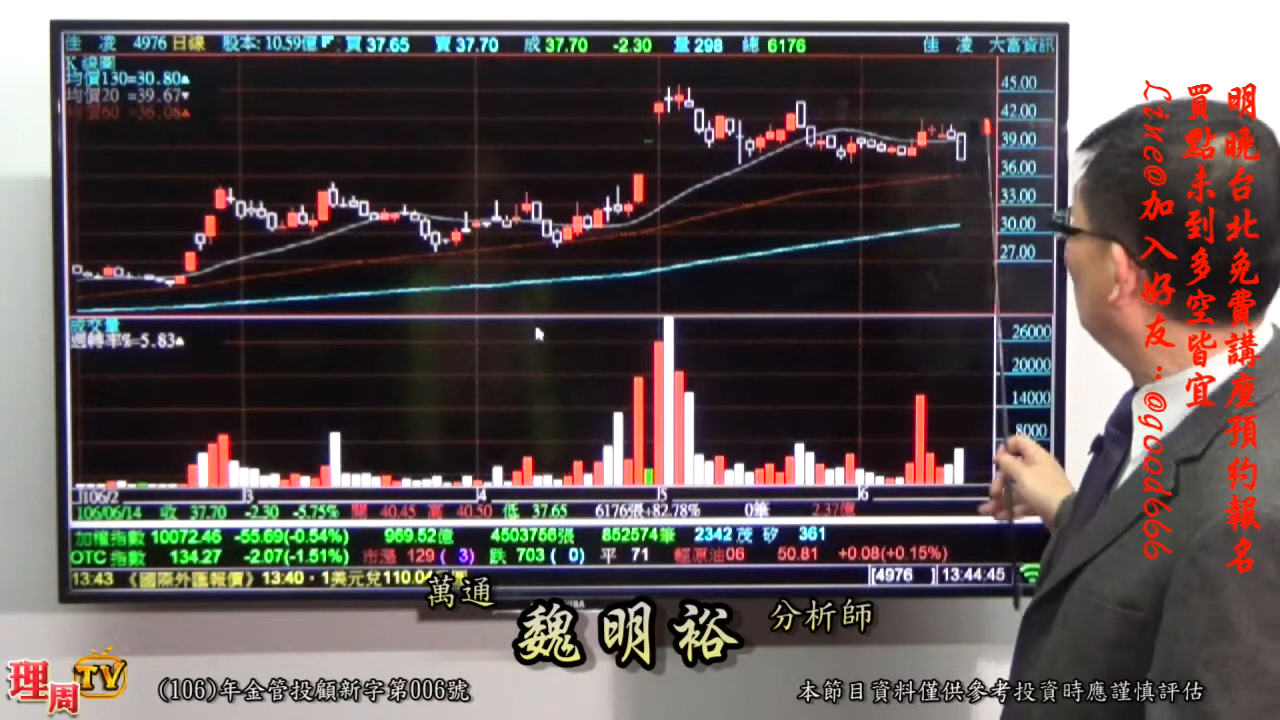 佳 凌 4976 日線 股本: 10.59億 買 37.65 賣 37.70 成 37.70 -2.30 量 298 總 6176 佳 凌 大富資訊
K 線圖
均價130=30.80▲
均價20 =39.67▼
均價60 =36.08▲
45.00
42.00
39.00
36.00
33.00
30.00
27.00
成交量
週轉率%=5.83▲
26000
20000
14000
8000
106/2 3 4 5 6
106/06/14 收 37.70 -2.30 -5.75% 開 40.45 高 40.50 低 37.65 6176張+82.78% 0筆 2.37億
加權指數 10072.46 -55.69(-0.54%) 969.52億 4503756張 852574筆 2342 茂 矽 361
OTC 指數 134.27 -2.07(-1.51%) 市漲 129 ( 3) 跌 703 ( 0) 平 71 輕原油06 50.81 +0.08(+0.15%)
13:43 《國際外匯報價》13:40‧1美元兌110.0
[4976 ] 13:44:45
明晚台北免費講座預約報名
買點未到多空皆宜
Line@加入好友:@good666
萬通
魏明裕
分析師
理周TV
(106)年金管投顧新字第006號
本節目資料僅供參考投資時應謹慎評估